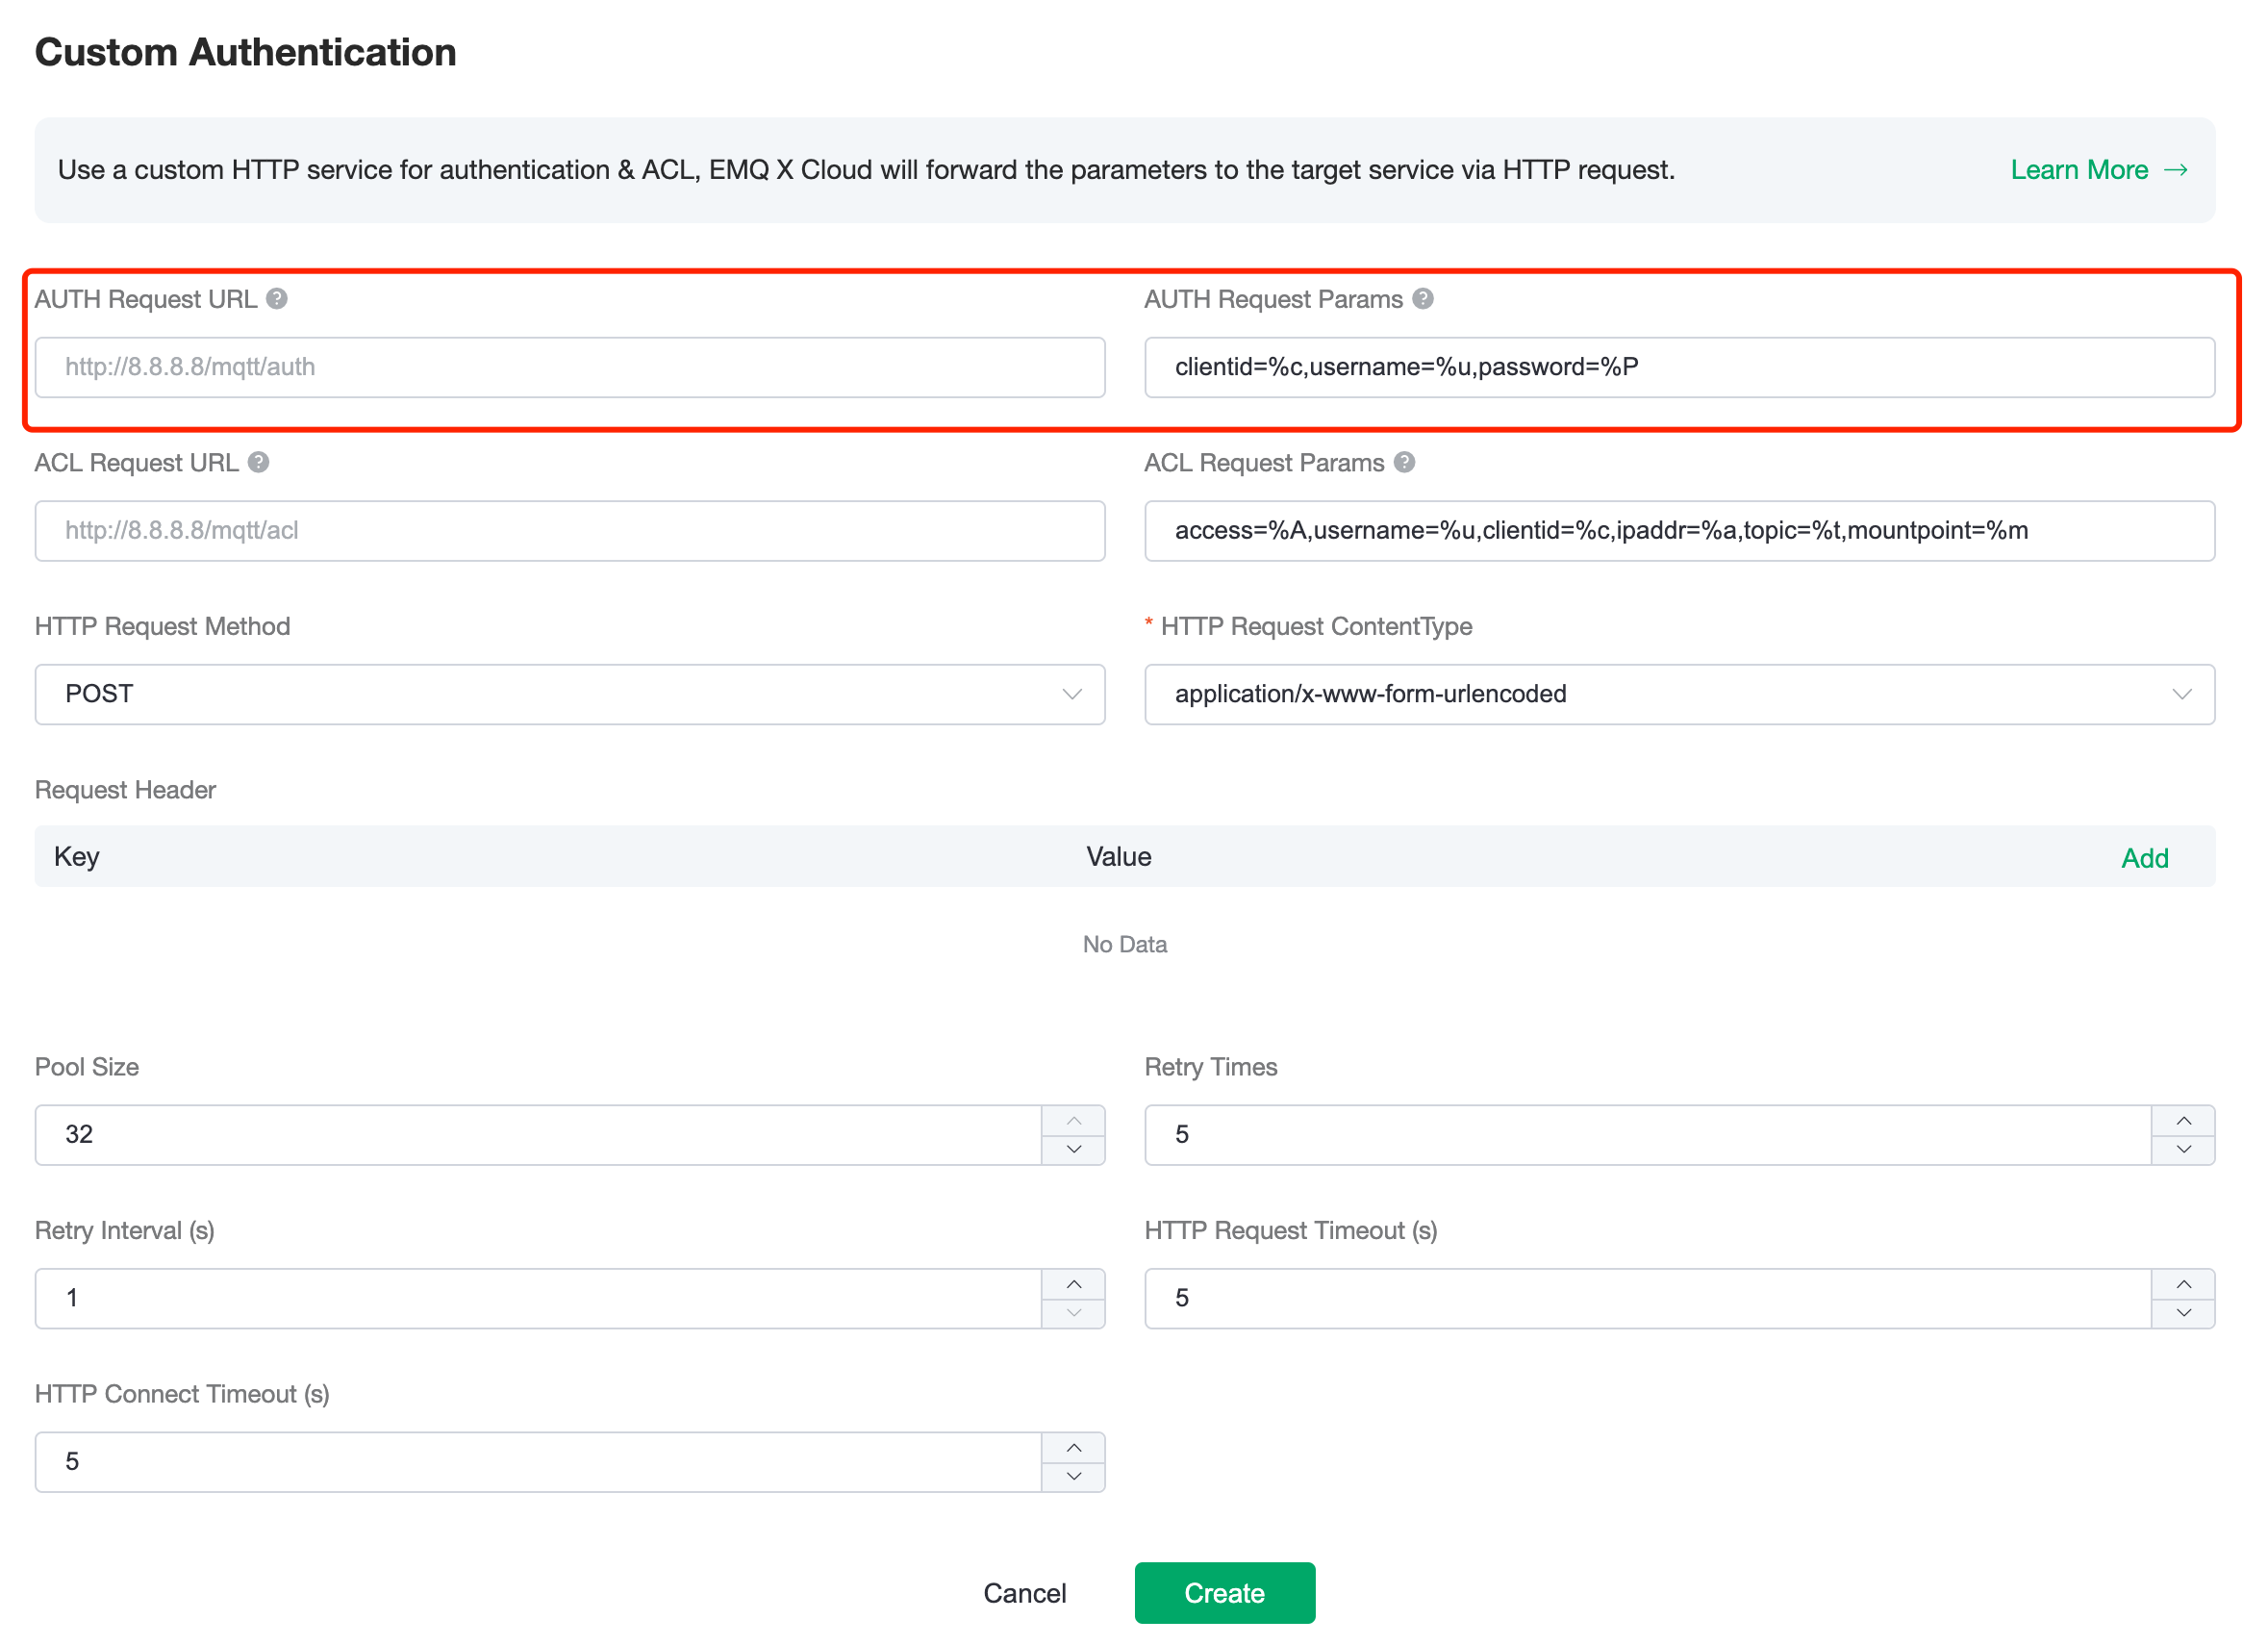 Custom Authentication
Use a custom HTTP service for authentication & ACL, EMQ X Cloud will forward the parameters to the target service via HTTP request.
Learn More →
AUTH Request URL ?
AUTH Request Params ?
http://8.8.8.8/mqtt/auth
clientid=%c,username=%u,password=%P
ACL Request URL ?
ACL Request Params ?
http://8.8.8.8/mqtt/acl
access=%A,username=%u,clientid=%c,ipaddr=%a,topic=%t,mountpoint=%m
HTTP Request Method
* HTTP Request ContentType
POST
application/x-www-form-urlencoded
Request Header
Key
Value
Add
No Data
Pool Size
Retry Times
32
5
Retry Interval (s)
HTTP Request Timeout (s)
1
5
HTTP Connect Timeout (s)
5
Cancel
Create